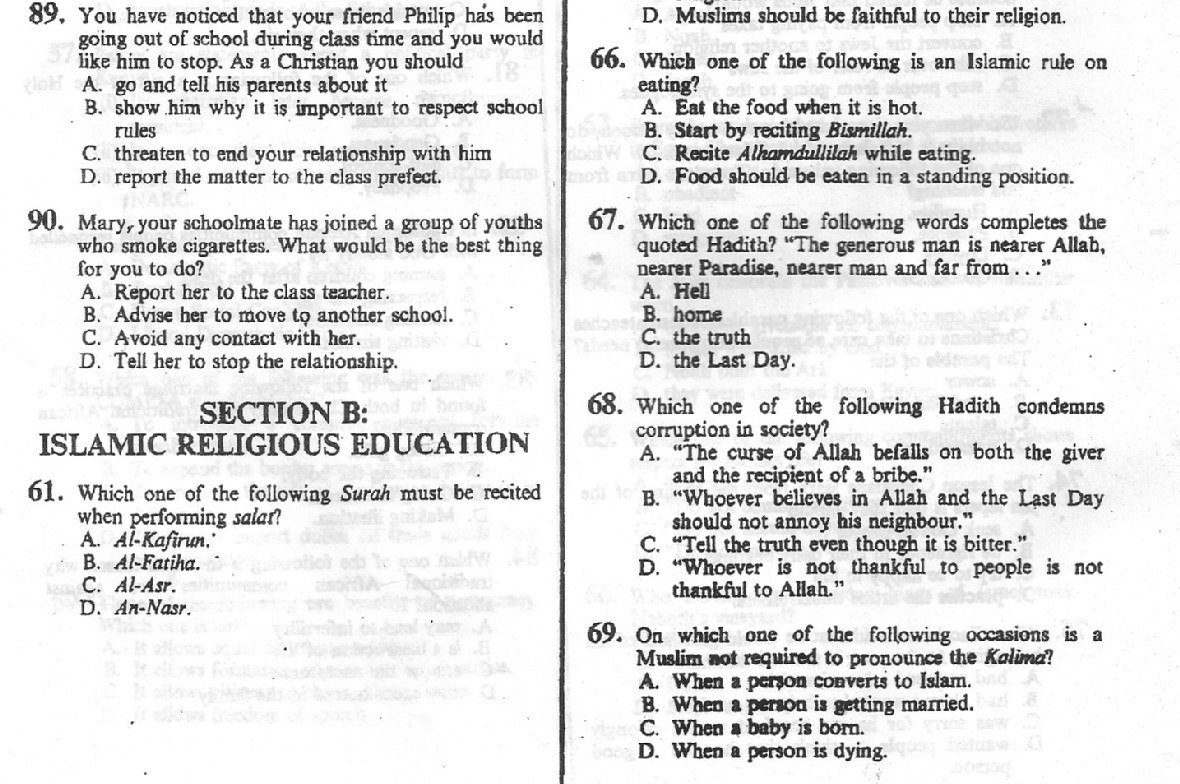 89. You have noticed that your friend Philip has been
going out of school during class time and you would
like him to stop. As a Christian you should
A. go and tell his parents about it
B. show him why it is important to respect school
rules
C. threaten to end your relationship with him
D. report the matter to the class prefect.
90. Mary, your schoolmate has joined a group of youths
who smoke cigarettes. What would be the best thing
for you to do?
A. Report her to the class teacher.
B. Advise her to move to another school.
C. Avoid any contact with her.
D. Tell her to stop the relationship.
SECTION B:
ISLAMIC RELIGIOUS EDUCATION
61. Which one of the following Surah must be recited
when performing salat?
A. Al-Kafirun.
B. Al-Fatiha.
C. Al-Asr.
D. An-Nasr.
D. Muslims should be faithful to their religion.
66. Which one of the following is an Islamic rule on
eating?
A. Eat the food when it is hot.
B. Start by reciting Bismillah.
C. Recite Alhamdullilah while eating.
D. Food should be eaten in a standing position.
67. Which one of the following words completes the
quoted Hadith? “The generous man is nearer Allah,
nearer Paradise, nearer man and far from . . .”
A. Hell
B. home
C. the truth
D. the Last Day.
68. Which one of the following Hadith condemns
corruption in society?
A. “The curse of Allah befalls on both the giver
and the recipient of a bribe.”
B. “Whoever believes in Allah and the Last Day
should not annoy his neighbour.”
C. “Tell the truth even though it is bitter.”
D. “Whoever is not thankful to people is not
thankful to Allah.”
69. On which one of the following occasions is a
Muslim not required to pronounce the Kalima?
A. When a person converts to Islam.
B. When a person is getting married.
C. When a baby is born.
D. When a person is dying.